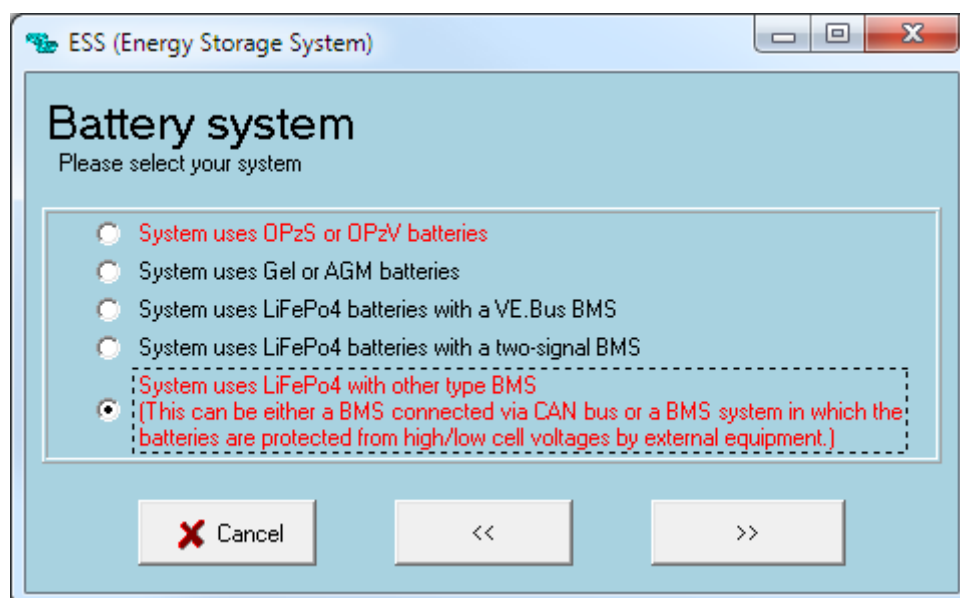 ESS (Energy Storage System)
Battery system
Please select your system
System uses OPzS or OPzV batteries
System uses Gel or AGM batteries
System uses LiFePo4 batteries with a VE.Bus BMS
System uses LiFePo4 batteries with a two-signal BMS
System uses LiFePo4 with other type BMS
(This can be either a BMS connected via CAN bus or a BMS system in which the
batteries are protected from high/low cell voltages by external equipment.)
Cancel
<<
>>